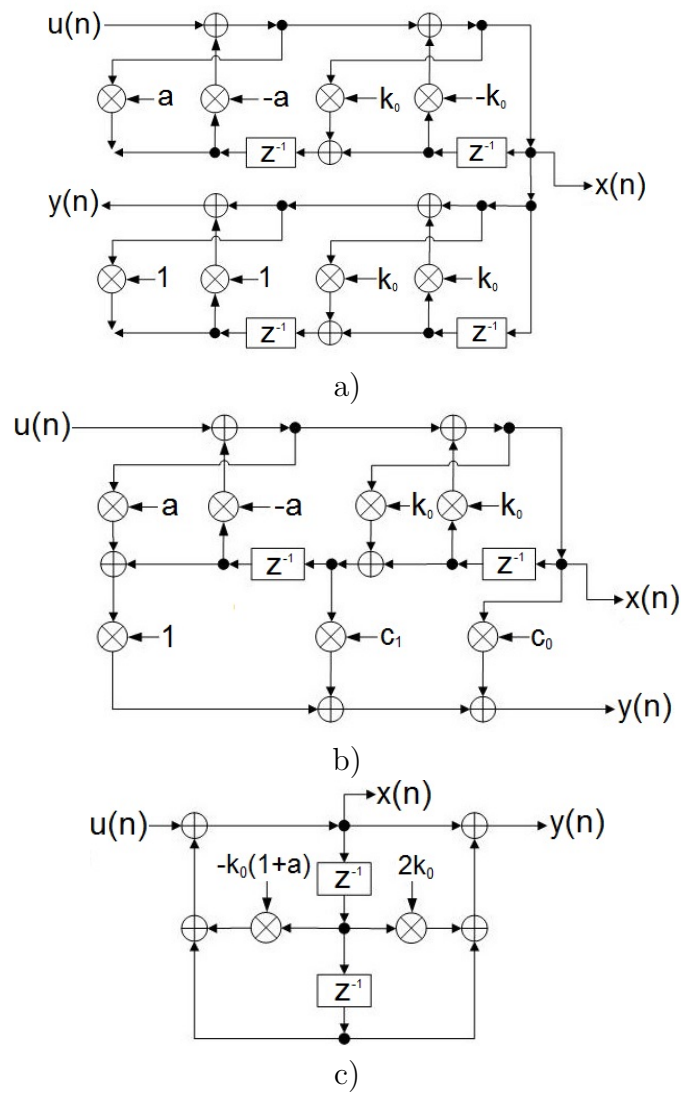 u(n)
a
-a
k₀
-k₀
z⁻¹
z⁻¹
x(n)
y(n)
1
1
k₀
k₀
z⁻¹
z⁻¹
a)
u(n)
a
-a
k₀
k₀
z⁻¹
z⁻¹
x(n)
1
c₁
c₀
y(n)
b)
x(n)
u(n)
y(n)
-k₀(1+a)
z⁻¹
2k₀
z⁻¹
c)